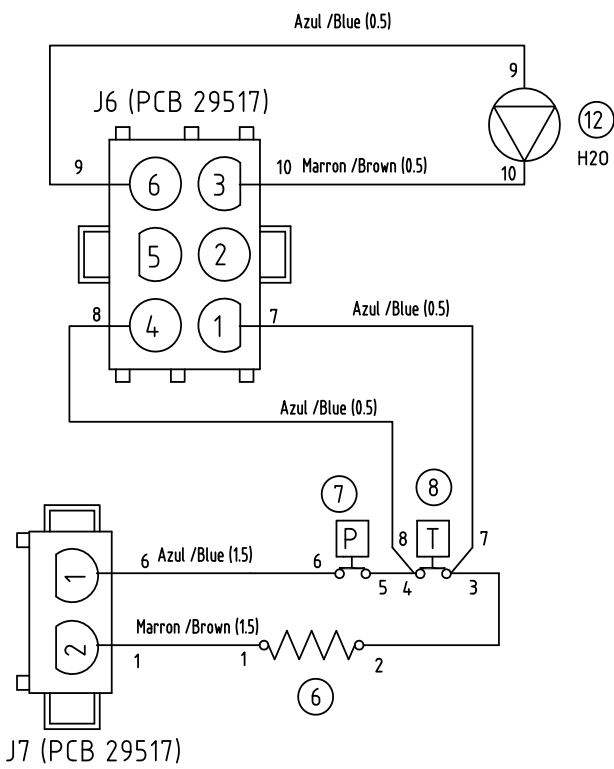 Azul /Blue (0.5)
J6 (PCB 29517)
9
12
H2O
9
6
3
10 Marron /Brown (0.5)
10
5
2
8
4
1
7
Azul /Blue (0.5)
Azul /Blue (0.5)
7
8
P
T
8
7
1
6
Azul /Blue (1.5)
6
5
4
3
2
Marron /Brown (1.5)
1
1
2
6
J7 (PCB 29517)